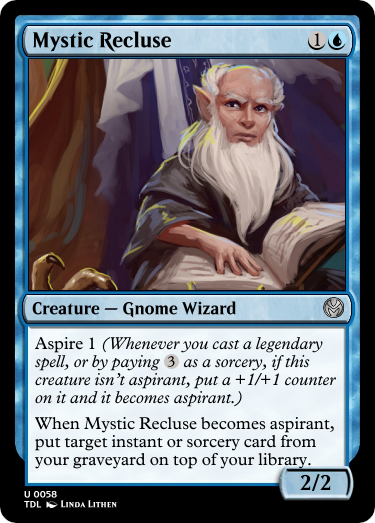 Mystic Recluse 1
Creature — Gnome Wizard
Aspire 1 (Whenever you cast a legendary
spell, or by paying 3 as a sorcery, if this
creature isn't aspirant, put a +1/+1 counter
on it and it becomes aspirant.)
When Mystic Recluse becomes aspirant,
put target instant or sorcery card from
your graveyard on top of your library.
2/2
U 0058
TDL Linda Lithen